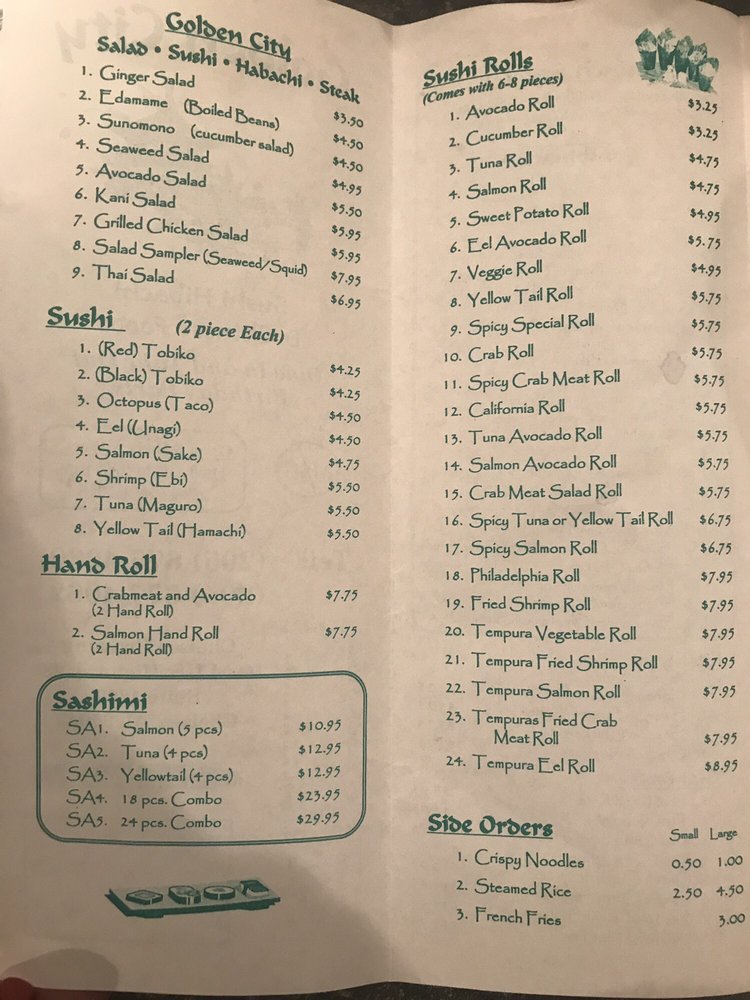 Golden City
Salad • Sushi • Habachi • Steak
1. Ginger Salad $3.50
2. Edamame (Boiled Beans) $4.50
3. Sunomono (cucumber salad) $4.50
4. Seaweed Salad $4.95
5. Avocado Salad $5.50
6. Kani Salad $5.95
7. Grilled Chicken Salad $5.95
8. Salad Sampler (Seaweed/Squid) $7.95
9. Thai Salad $6.95
Sushi (2 piece Each)
1. (Red) Tobiko $4.25
2. (Black) Tobiko $4.25
3. Octopus (Taco) $4.50
4. Eel (Unagi) $4.50
5. Salmon (Sake) $4.75
6. Shrimp (Ebi) $5.50
7. Tuna (Maguro) $5.50
8. Yellow Tail (Hamachi) $5.50
Hand Roll
1. Crabmeat and Avocado $7.75
(2 Hand Roll)
2. Salmon Hand Roll $7.75
(2 Hand Roll)
Sashimi
SA1. Salmon (5 pcs) $10.95
SA2. Tuna (4 pcs) $12.95
SA3. Yellowtail (4 pcs) $12.95
SA4. 18 pcs. Combo $23.95
SA5. 24 pcs. Combo $29.95
Sushi Rolls
(Comes with 6-8 pieces)
1. Avocado Roll $3.25
2. Cucumber Roll $3.25
3. Tuna Roll $4.75
4. Salmon Roll $4.75
5. Sweet Potato Roll $4.95
6. Eel Avocado Roll $5.75
7. Veggie Roll $4.95
8. Yellow Tail Roll $5.75
9. Spicy Special Roll $5.75
10. Crab Roll $5.75
11. Spicy Crab Meat Roll $5.75
12. California Roll $5.75
13. Tuna Avocado Roll $5.75
14. Salmon Avocado Roll $5.75
15. Crab Meat Salad Roll $5.75
16. Spicy Tuna or Yellow Tail Roll $6.75
17. Spicy Salmon Roll $6.75
18. Philadelphia Roll $7.95
19. Fried Shrimp Roll $7.95
20. Tempura Vegetable Roll $7.95
21. Tempura Fried Shrimp Roll $7.95
22. Tempura Salmon Roll $7.95
23. Tempuras Fried Crab
Meat Roll $7.95
24. Tempura Eel Roll $8.95
Side Orders Small Large
1. Crispy Noodles 0.50 1.00
2. Steamed Rice 2.50 4.50
3. French Fries 3.00